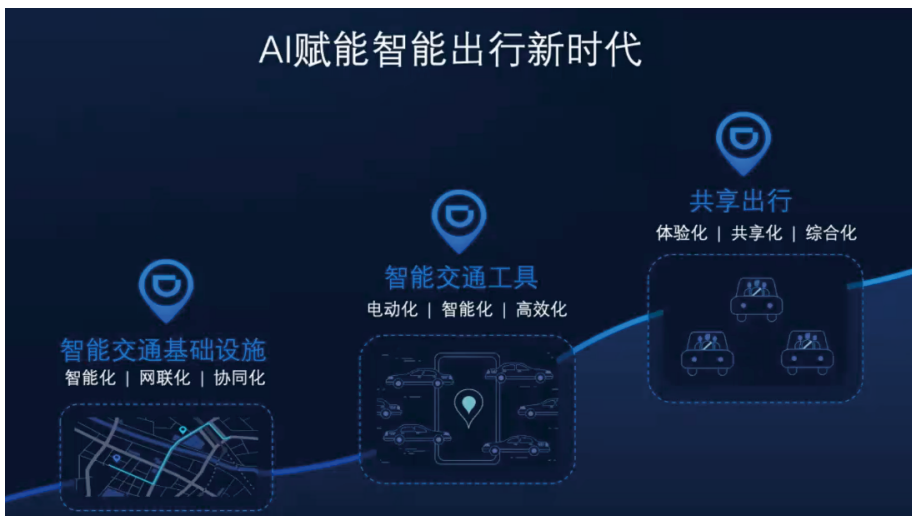 AI赋能智能出行新时代
共享出行
体验化 | 共享化 | 综合化
智能交通工具
电动化 | 智能化 | 高效化
智能交通基础设施
智能化 | 网联化 | 协同化